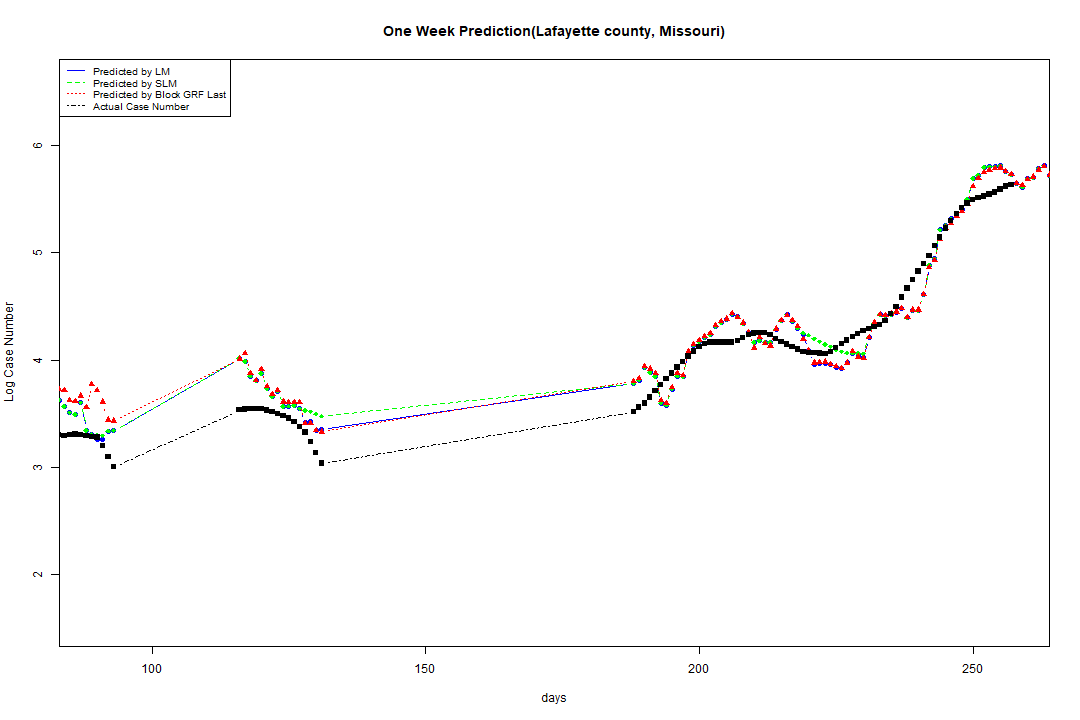 One Week Prediction(Lafayette county, Missouri)
Predicted by LM
Predicted by SLM
Predicted by Block GRF Last
Actual Case Number
6
5
4
3
2
Log Case Number
100 150 200 250
days